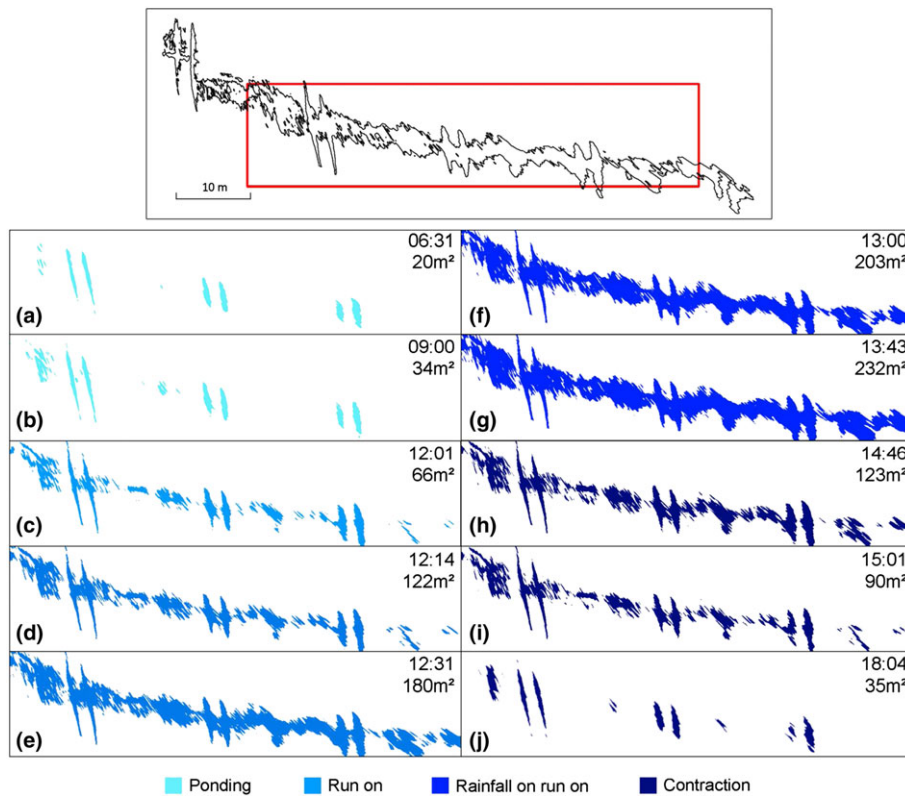 10 m
06:31
20m²
(a)
09:00
34m²
(b)
12:01
66m²
(c)
12:14
122m²
(d)
12:31
180m²
(e)
13:00
203m²
(f)
13:43
232m²
(g)
14:46
123m²
(h)
15:01
90m²
(i)
18:04
35m²
(j)
Ponding Run on Rainfall on run on Contraction